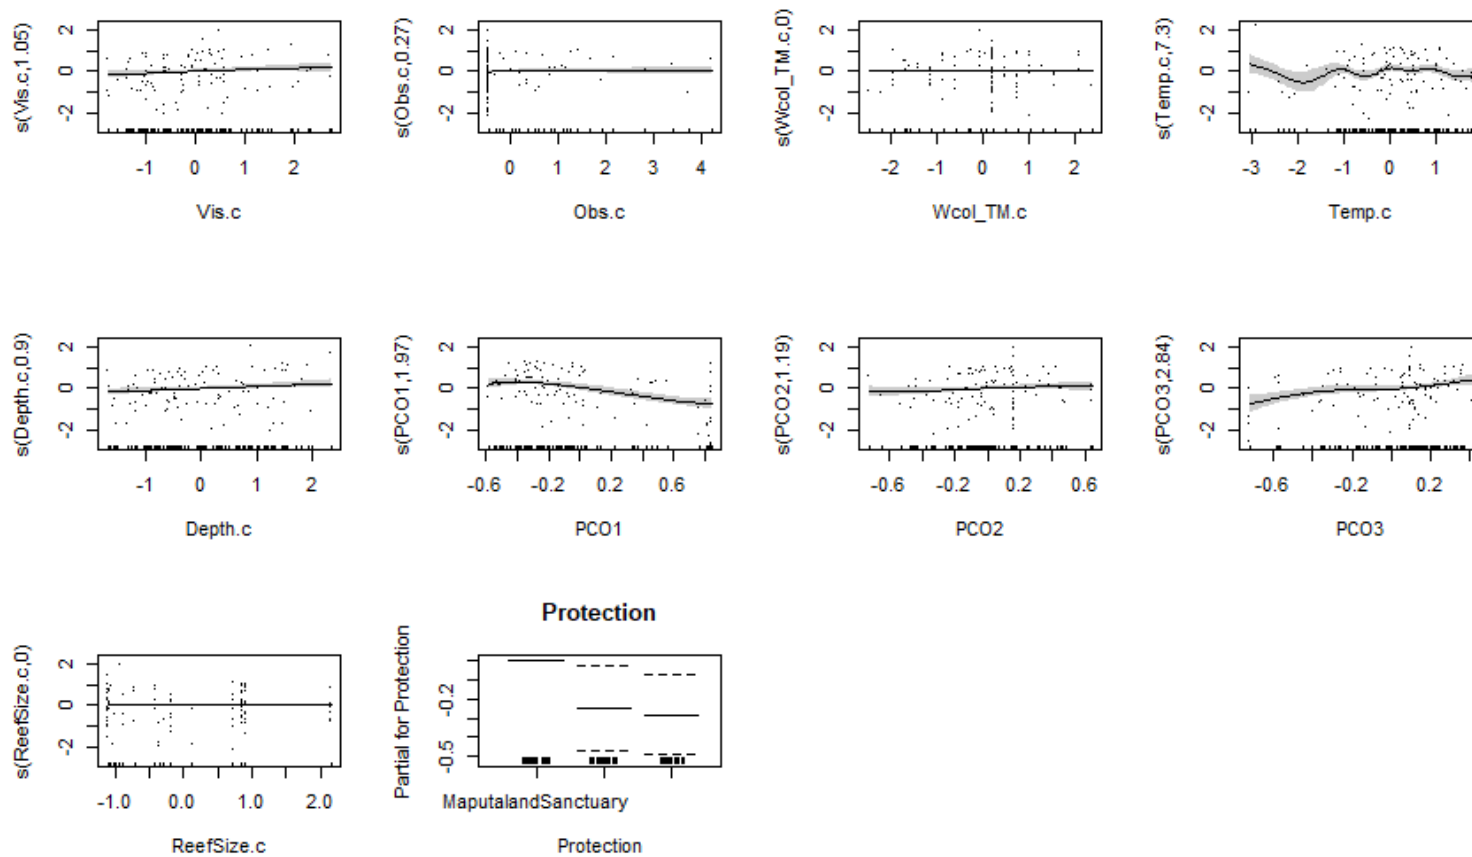 s(Vis.c,1.05)
2
0
-2
-1 0 1 2
Vis.c
s(Obs.c,0.27)
2
0
-2
0 1 2 3 4
Obs.c
s(Wcol_TM.c,0)
2
0
-2
-2 -1 0 1 2
Wcol_TM.c
s(Temp.c,7.3)
2
0
-2
-3 -2 -1 0 1
Temp.c
s(Depth.c,0.9)
2
0
-2
-1 0 1 2
Depth.c
s(PCO1,1.97)
2
0
-2
-0.6 -0.2 0.2 0.6
PCO1
s(PCO2,1.19)
2
0
-2
-0.6 -0.2 0.2 0.6
PCO2
s(PCO3,2.84)
2
0
-2
-0.6 -0.2 0.2
PCO3
s(ReefSize.c,0)
2
0
-2
-1.0 0.0 1.0 2.0
ReefSize.c
Protection
Partial for Protection
-0.2
-0.5
MaputalandSanctuary
Protection